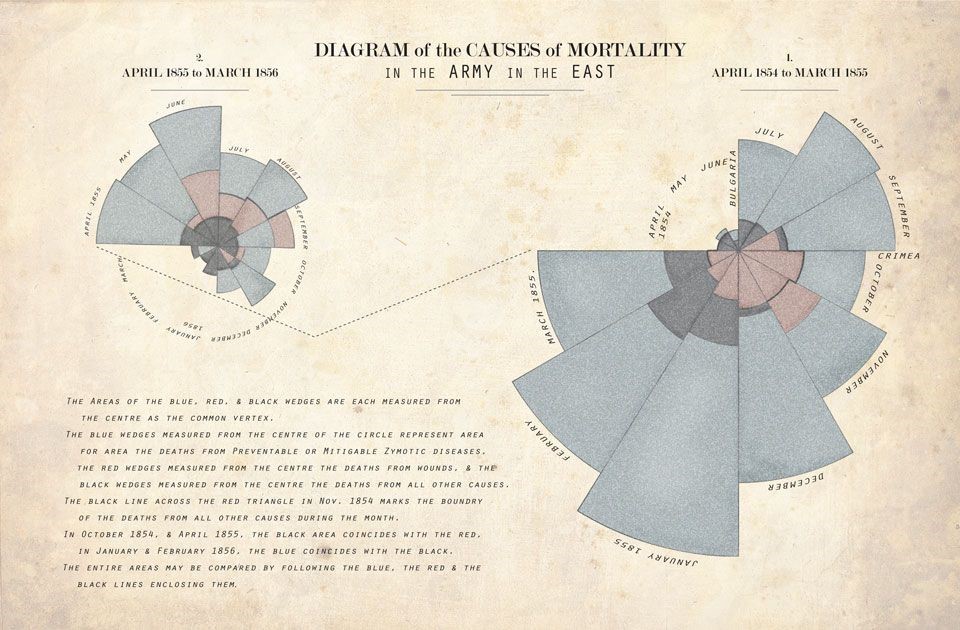 DIAGRAM of the CAUSES of MORTALITY
IN THE ARMY IN THE EAST
2.
APRIL 1855 to MARCH 1856
1.
APRIL 1854 to MARCH 1855
APRIL 1855
MAY
JUNE
JULY
AUGUST
SEPTEMBER
OCTOBER
NOVEMBER
DECEMBER
JANUARY 1856
FEBRUARY
MARCH
APRIL 1854
MAY
JUNE
BULGARIA
JULY
AUGUST
SEPTEMBER
CRIMEA
OCTOBER
NOVEMBER
DECEMBER
JANUARY 1855
FEBRUARY
MARCH 1855.
The Areas of the blue, red, & black wedges are each measured from
the centre as the common vertex.
The blue wedges measured from the centre of the circle represent area
for area the deaths from Preventable or Mitigable Zymotic diseases,
the red wedges measured from the centre the deaths from wounds, & the
black wedges measured from the centre the deaths from all other causes.
The black line across the red triangle in Nov. 1854 marks the boundry
of the deaths from all other causes during the month.
In October 1854, & April 1855, the black area coincides with the red,
in January & February 1856, the blue coincides with the black.
The entire areas may be compared by following the blue, the red & the
black lines enclosing them.